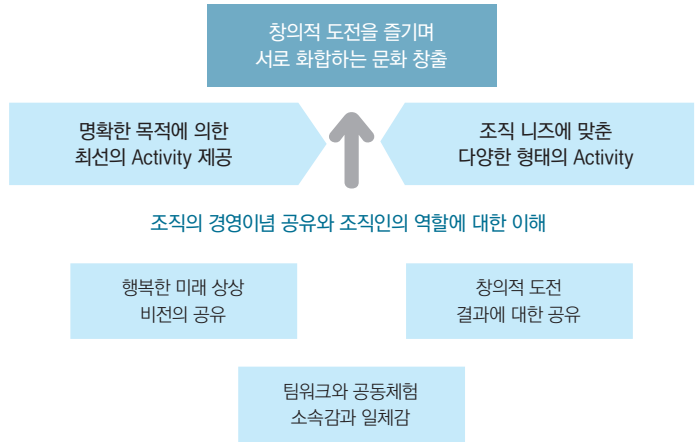 창의적 도전을 즐기며
서로 화합하는 문화 창출
명확한 목적에 의한
최선의 Activity 제공
조직 니즈에 맞춘
다양한 형태의 Activity
조직의 경영이념 공유와 조직인의 역할에 대한 이해
행복한 미래 상상
비전의 공유
창의적 도전
결과에 대한 공유
팀워크와 공동체험
소속감과 일체감